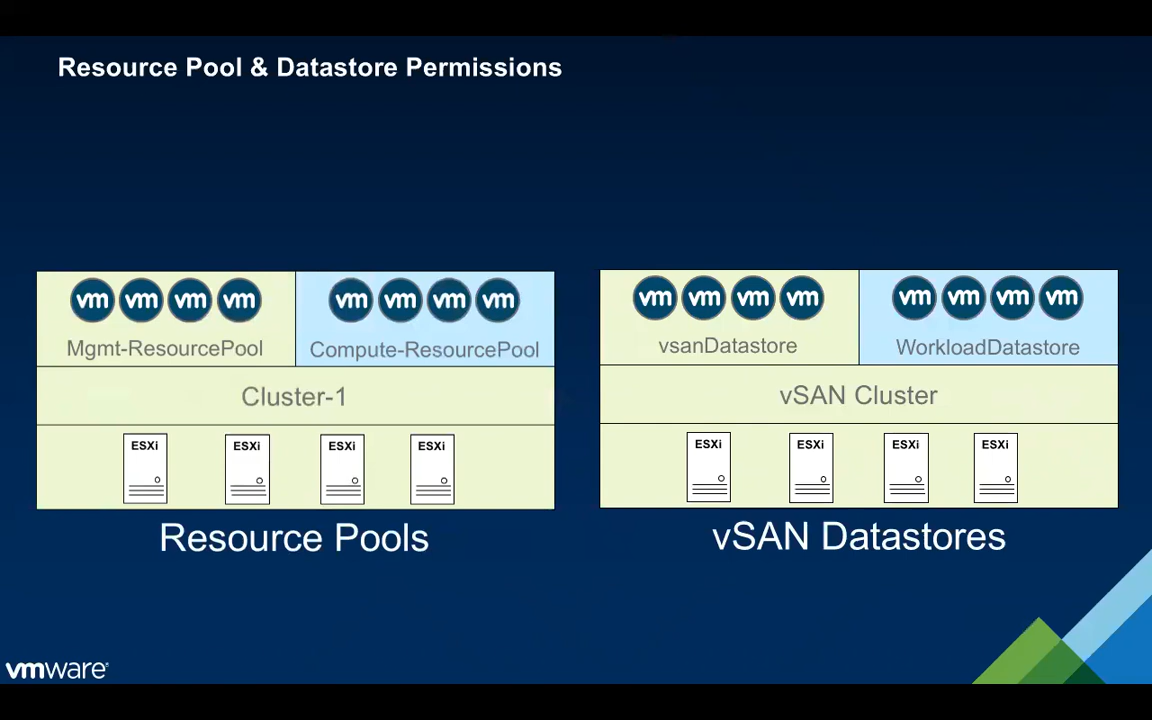 Resource Pool & Datastore Permissions
vm vm vm vm
vm vm vm vm
Mgmt-ResourcePool
Compute-ResourcePool
Cluster-1
ESXi ESXi ESXi ESXi
Resource Pools
vm vm vm vm
vm vm vm vm
vsanDatastore
WorkloadDatastore
vSAN Cluster
ESXi ESXi ESXi ESXi
vSAN Datastores
vmware®